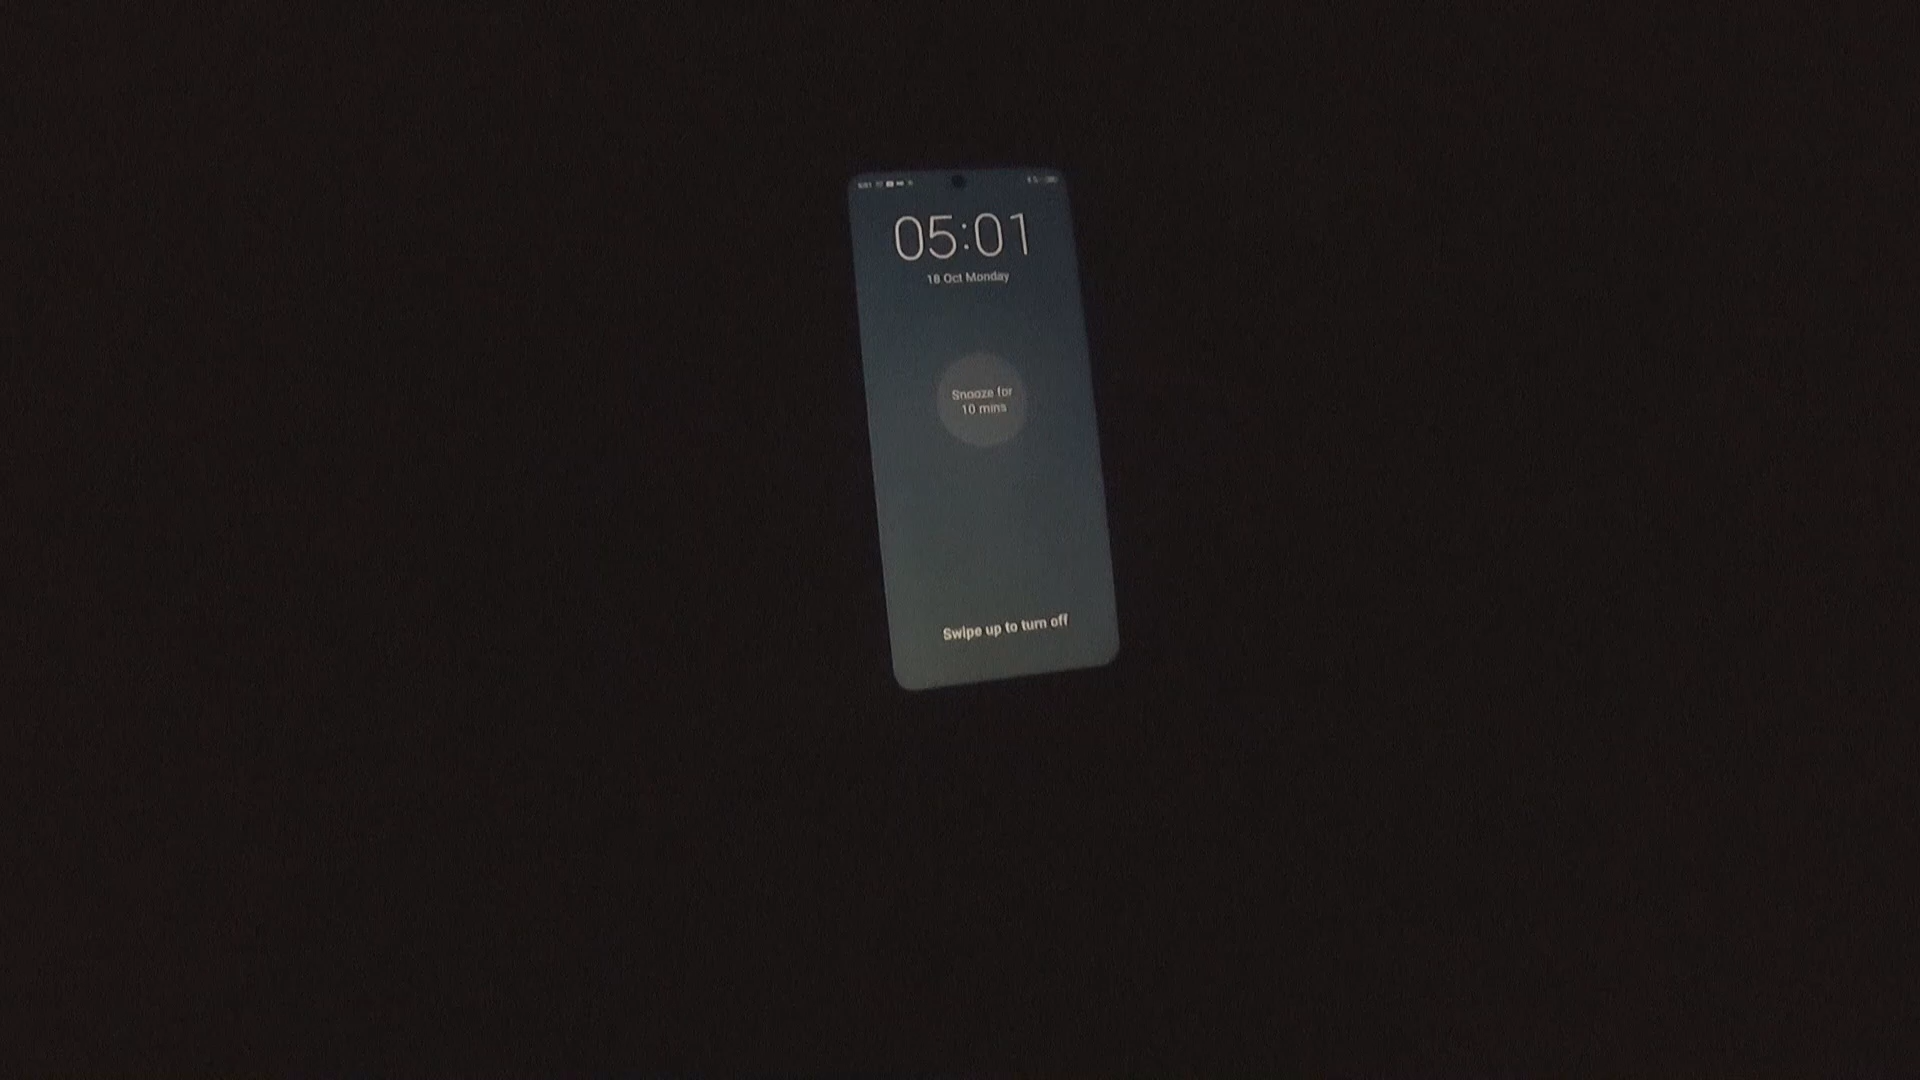 05:01
18 Oct Monday
Snooze for
10 mins
Swipe up to turn off